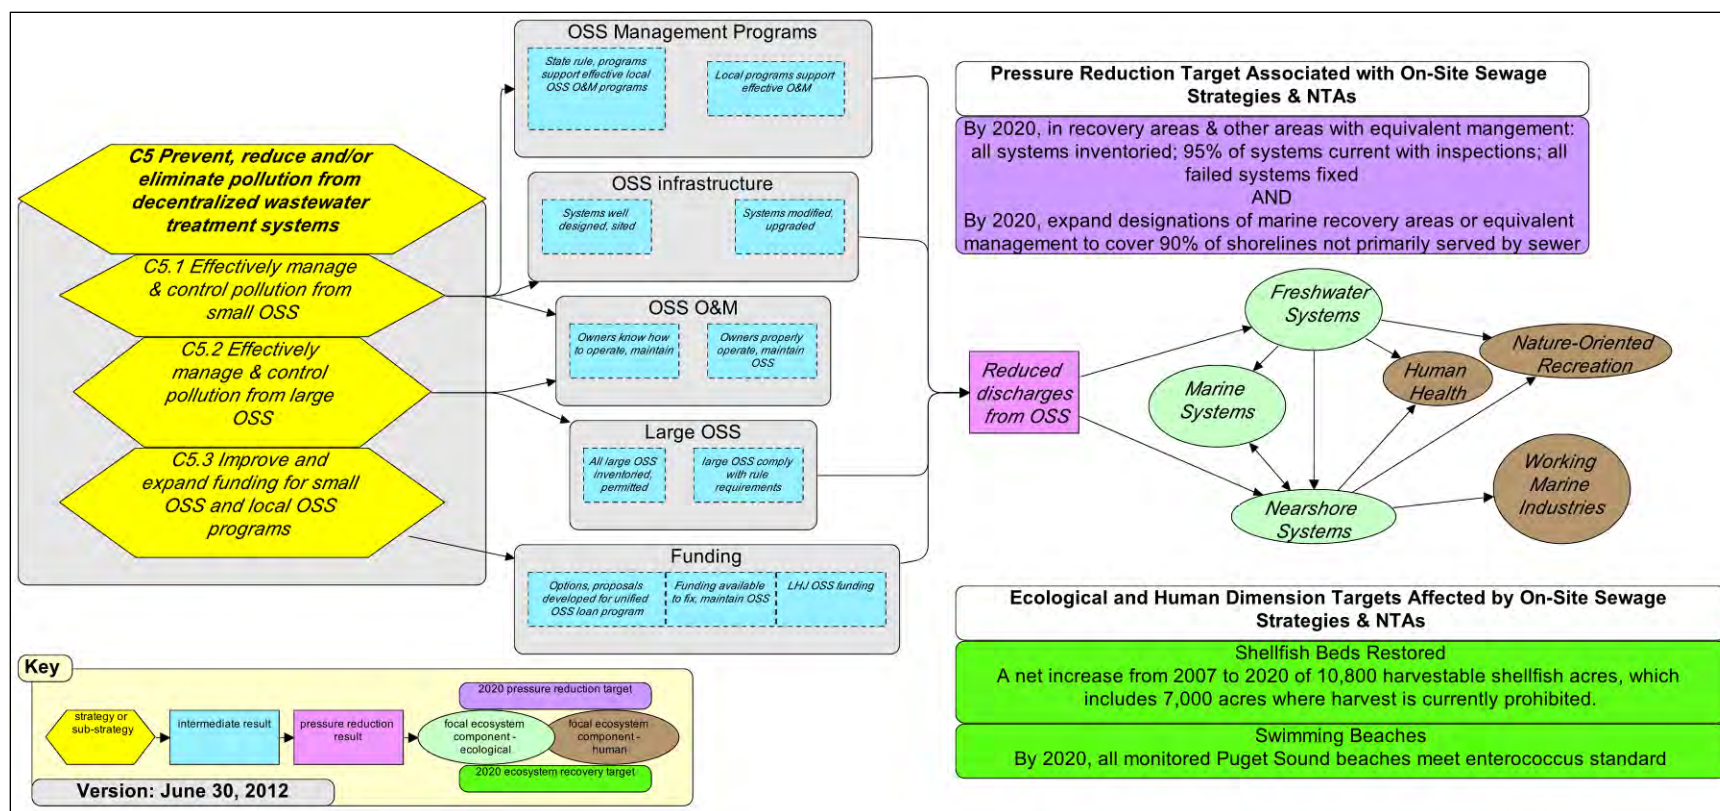 OSS Management Programs
State rule, programs
support effective local
OSS O&M programs
Local programs support
effective O&M
C5 Prevent, reduce and/or
eliminate pollution from
decentralized wastewater
treatment systems
C5.1 Effectively manage
& control pollution from
small OSS
C5.2 Effectively
manage & control
pollution from large
OSS
C5.3 Improve and
expand funding for small
OSS and local OSS
programs
OSS infrastructure
Systems well
designed, sited
Systems modified,
upgraded
OSS O&M
Owners know how
to operate, maintain
Owners properly
operate, maintain
OSS
Large OSS
All large OSS
inventoried,
permitted
large OSS comply
with rule
requirements
Funding
Options, proposals
developed for unified
OSS loan program
Funding available
to fix, maintain OSS
LHJ OSS funding
Reduced
discharges
from OSS
Pressure Reduction Target Associated with On-Site Sewage
Strategies & NTAs
By 2020, in recovery areas & other areas with equivalent mangement:
all systems inventoried; 95% of systems current with inspections; all
failed systems fixed
AND
By 2020, expand designations of marine recovery areas or equivalent
management to cover 90% of shorelines not primarily served by sewer
Freshwater
Systems
Marine
Systems
Nearshore
Systems
Human
Health
Nature-Oriented
Recreation
Working
Marine
Industries
Ecological and Human Dimension Targets Affected by On-Site Sewage
Strategies & NTAs
Shellfish Beds Restored
A net increase from 2007 to 2020 of 10,800 harvestable shellfish acres, which
includes 7,000 acres where harvest is currently prohibited.
Swimming Beaches
By 2020, all monitored Puget Sound beaches meet enterococcus standard
Key
strategy or
sub-strategy
intermediate result
pressure reduction
result
2020 pressure reduction target
focal ecosystem
component -
ecological
focal ecosystem
component -
human
2020 ecosystem recovery target
Version: June 30, 2012